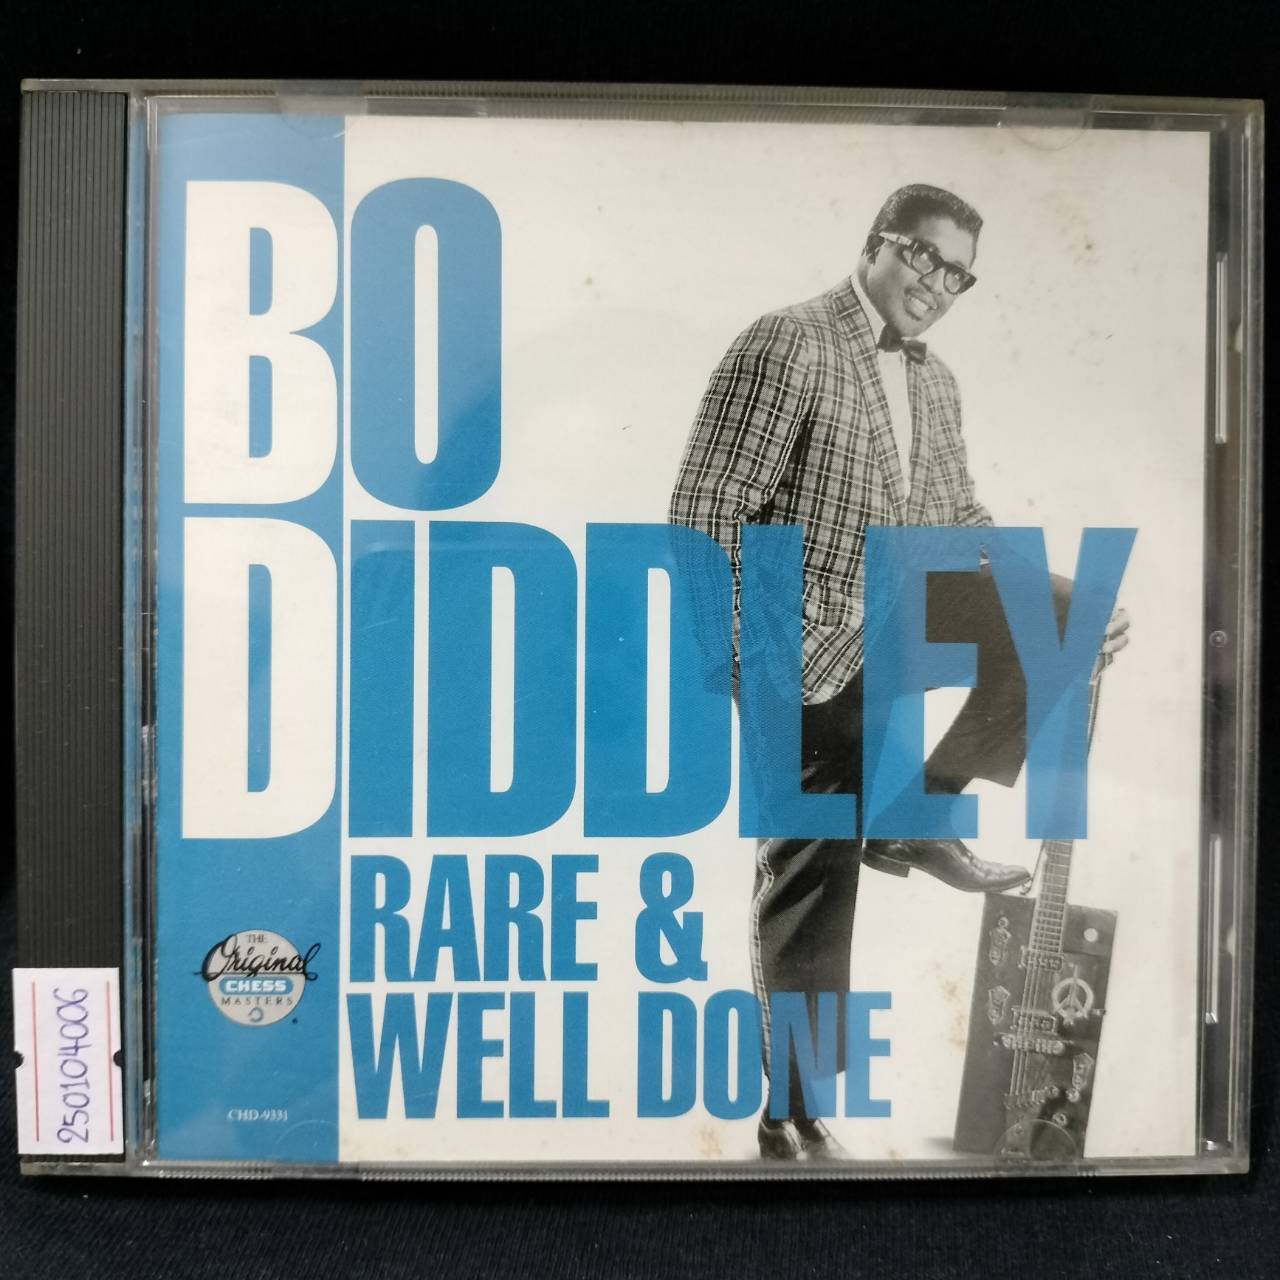 BO
DIDDLEY
RARE &
WELL DONE
THE
Original
CHESS
MASTERS
CHD-9331
250104006